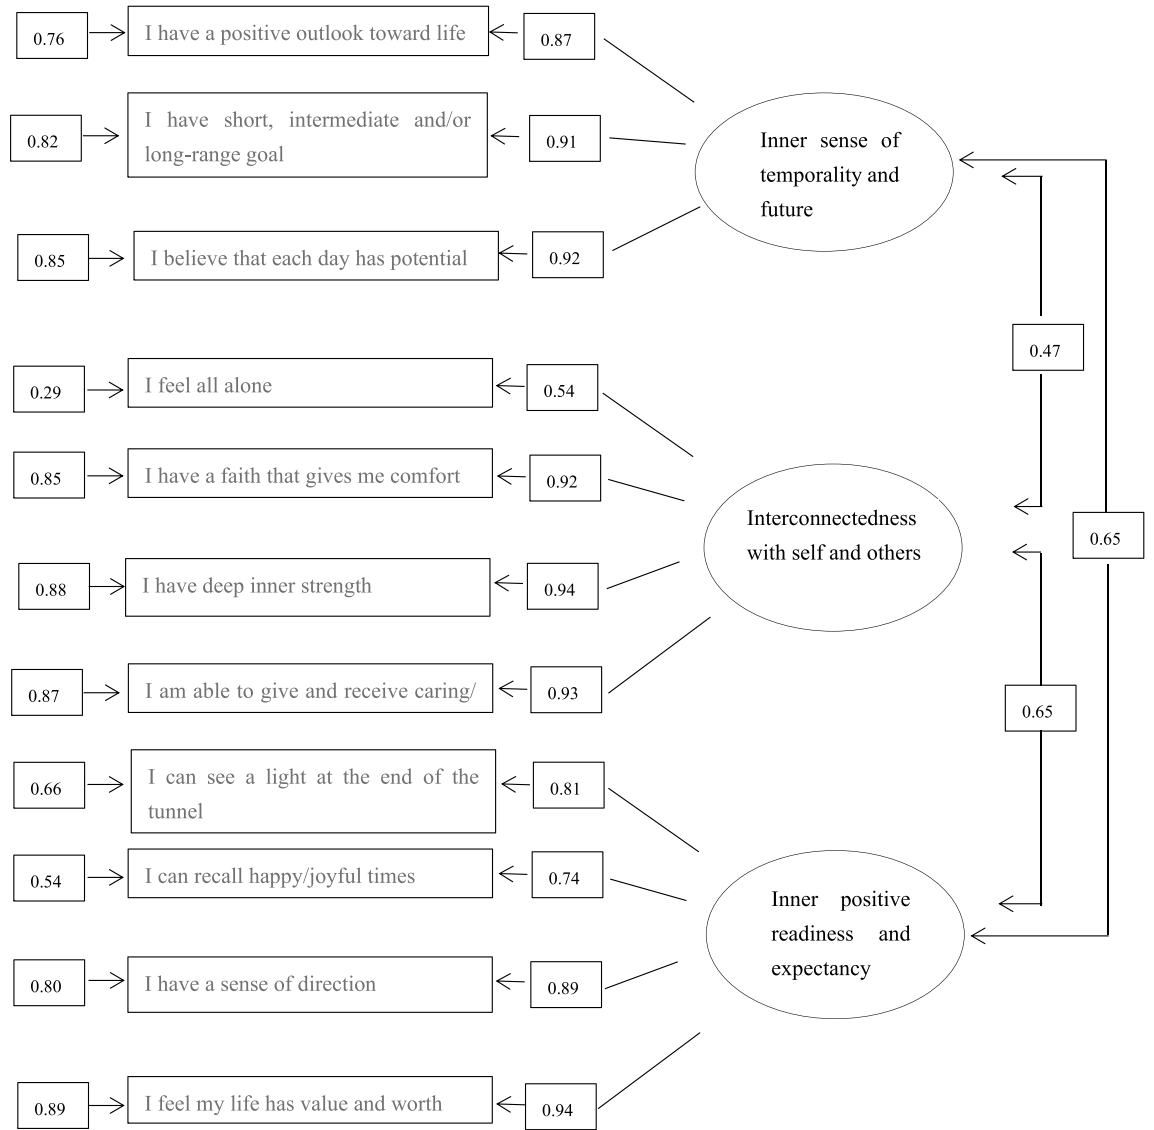 0.76
I have a positive outlook toward life
0.87
0.82
I have short, intermediate and/or
long-range goal
0.91
Inner sense of
temporality and
future
0.85
I believe that each day has potential
0.92
0.47
0.29
I feel all alone
0.54
0.85
I have a faith that gives me comfort
0.92
Interconnectedness
with self and others
0.65
0.88
I have deep inner strength
0.94
0.87
I am able to give and receive caring/
0.93
0.65
0.66
I can see a light at the end of the
tunnel
0.81
0.54
I can recall happy/joyful times
0.74
Inner positive
readiness and
expectancy
0.80
I have a sense of direction
0.89
0.89
I feel my life has value and worth
0.94